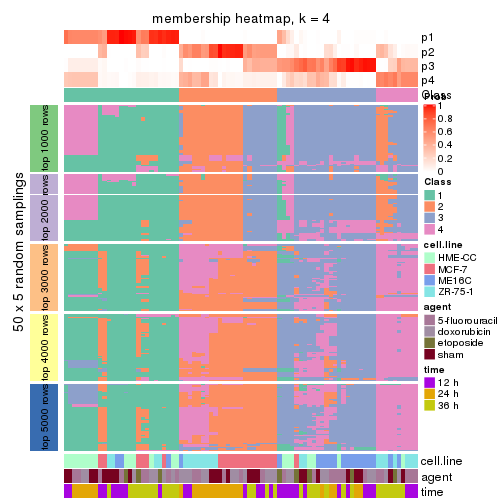 membership heatmap, k = 4
p1
p2
p3
p4
Class
Prob
1
0.8
0.6
0.4
0.2
0
Class
1
2
3
4
cell.line
HME-CC
MCF-7
ME16C
ZR-75-1
agent
5-fluorouracil
doxorubicin
etoposide
sham
time
12 h
24 h
36 h
50 x 5 random samplings
top 1000 rows
top 2000 rows
top 3000 rows
top 4000 rows
top 5000 rows
cell.line
agent
time